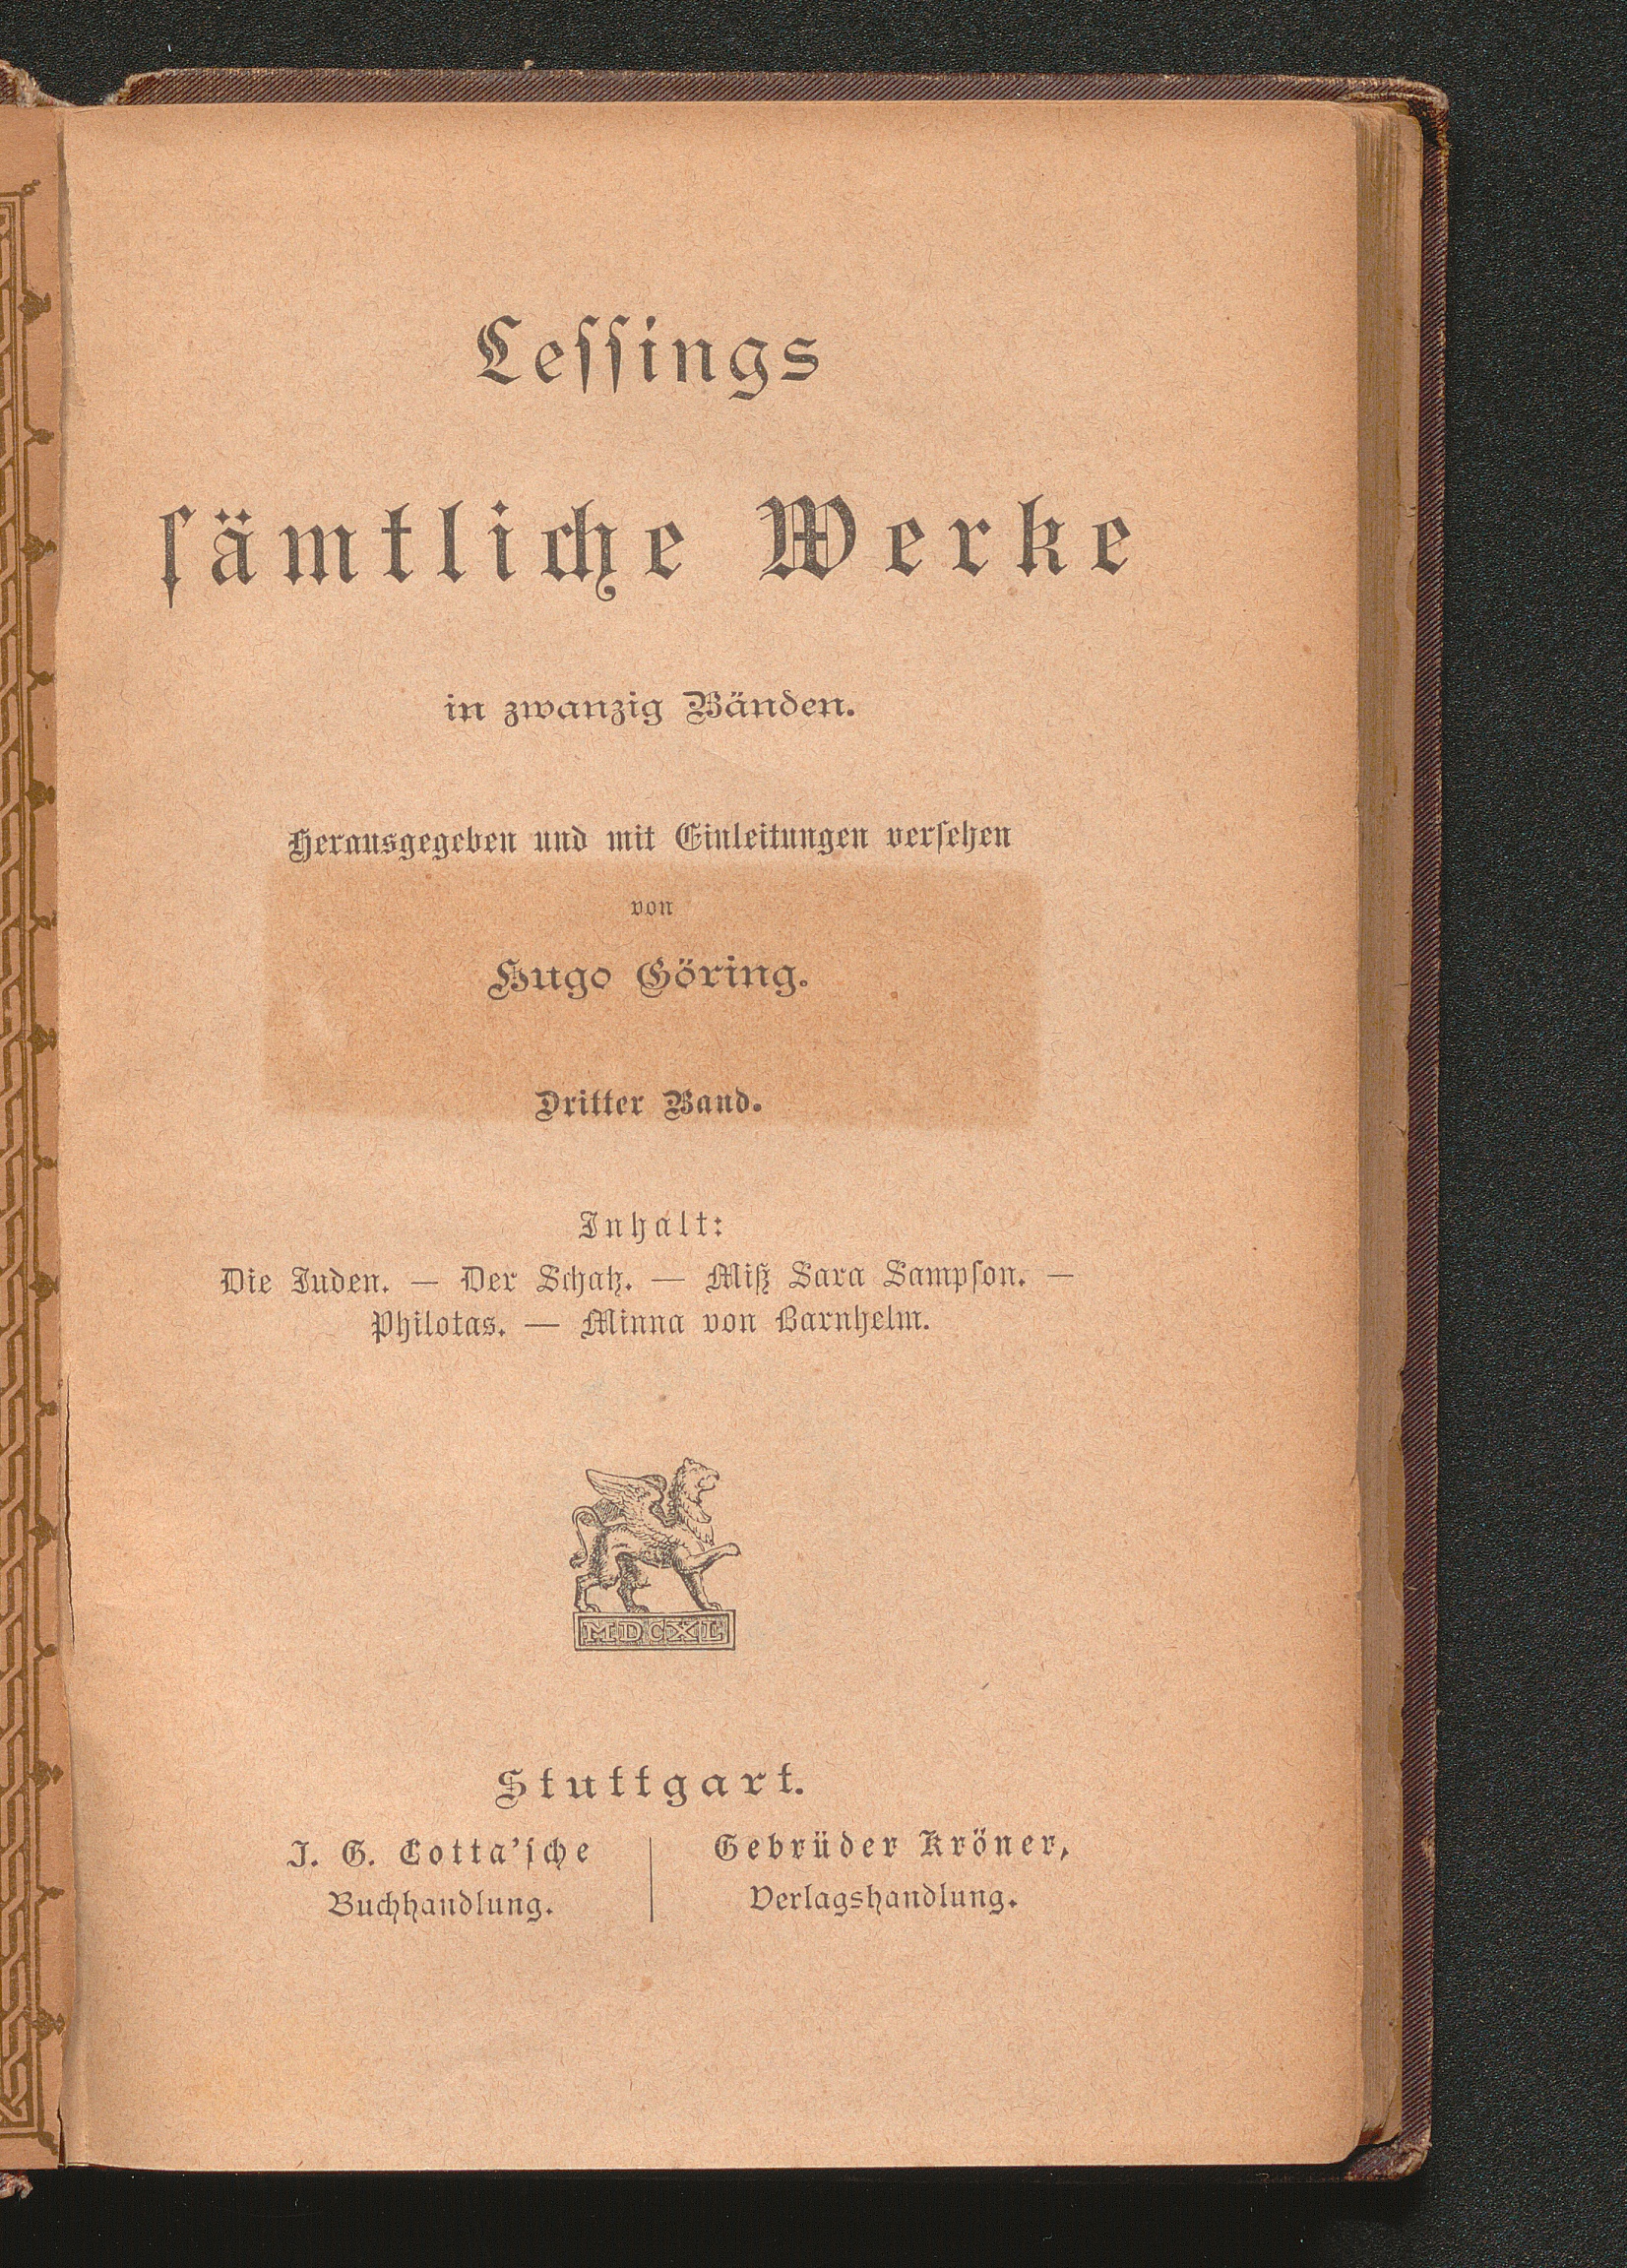 Leſſings
ſämtliche Werke
in zwanzig Bänden.
Herausgegeben und mit Einleitungen verſehen
von
Hugo Göring.
Dritter Band.
Inhalt:
Die Juden. — Der Schatz. — Miß Sara Sampſon. —
Philotas. — Minna von Barnhelm.
MDCXL
Stuttgart.
J. G. Cotta'ſche
Buchhandlung.
Gebrüder Kröner,
Verlagshandlung.